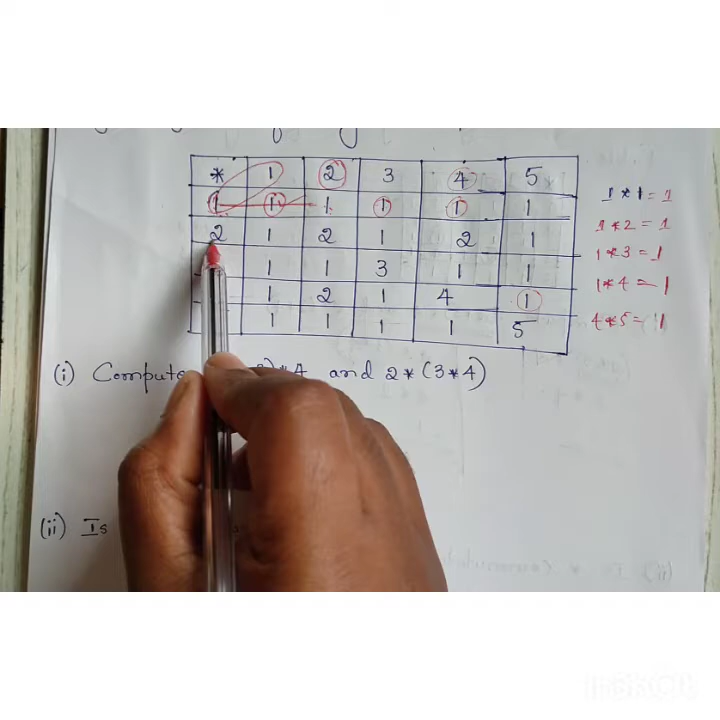 * 1 2 3 4 5
1 1 1 1 1 1
2 1 2 1 2 1
1 1 3 1 1
1 2 1 4 1
1 1 1 1 5
1 * 1 = 1
1 * 2 = 1
1 * 3 = 1
1 * 4 = 1
4 * 5 = 1
(i) Compute )*4 and 2*(3*4)
(ii) Is